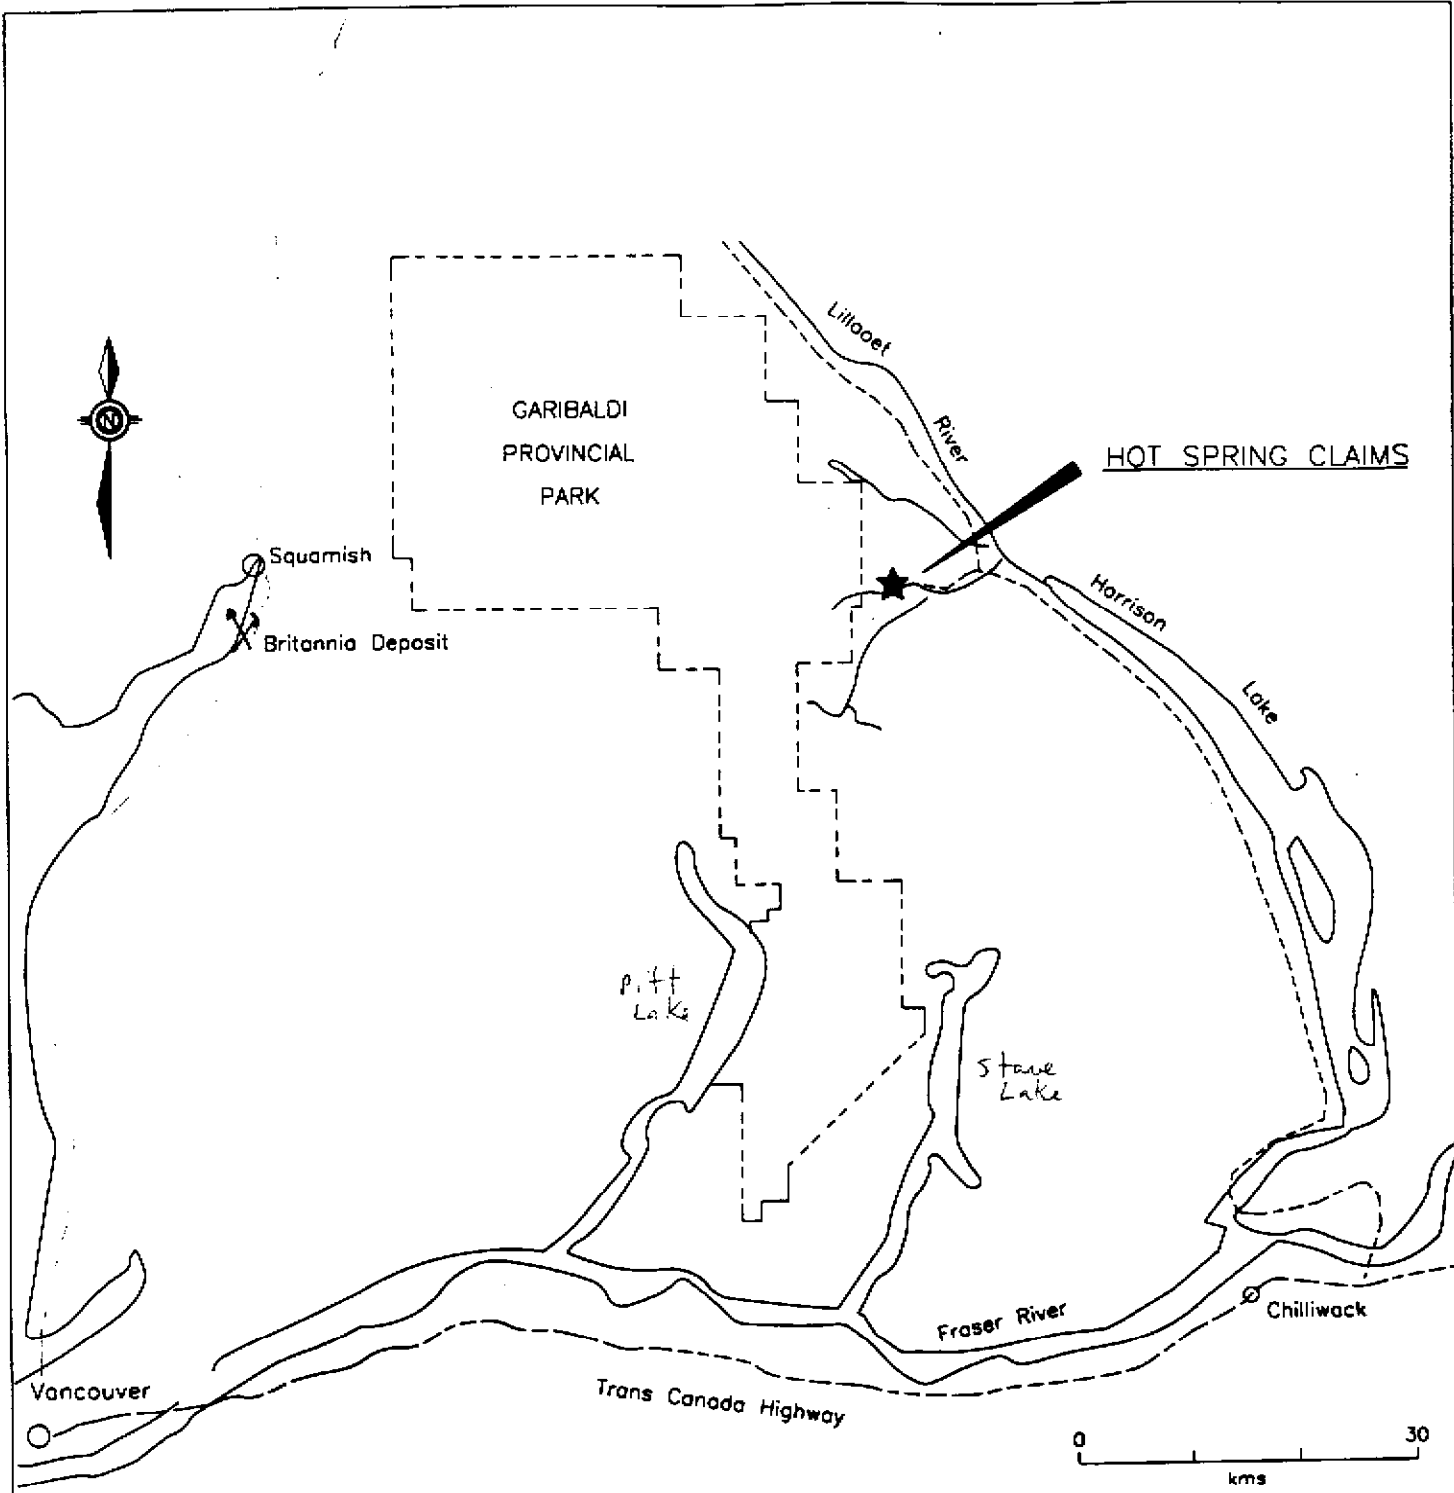 Lillooet
GARIBALDI
PROVINCIAL
PARK
River
HOT SPRING CLAIMS
N
Squamish
Britannia Deposit
Harrison
Lake
Pitt
Lake
Stave
Lake
Fraser River
Chilliwack
Vancouver
Trans Canada Highway
0 30
kms